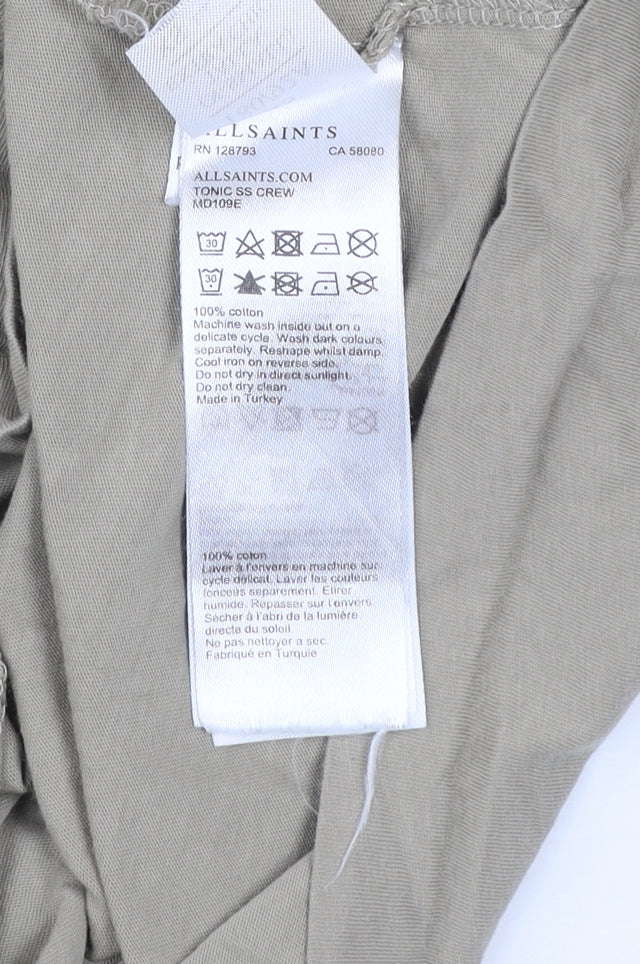 ALLSAINTS
RN 128793 CA 58080
ALLSAINTS.COM
TONIC SS CREW
MD109E
30
30
100% cotton
Machine wash inside out on a
delicate cycle. Wash dark colours
separately. Reshape whilst damp.
Cool iron on reverse side.
Do not dry in direct sunlight.
Do not dry clean.
Made in Turkey
100% coton
Laver à l'envers en machine sur
cycle délicat. Laver les couleurs
foncées separement. Etirer
humide. Repasser sur l'envers.
Sécher à l'abri de la lumière
directe du soleil.
Ne pas nettoyer a sec.
Fabriqué en Turquie